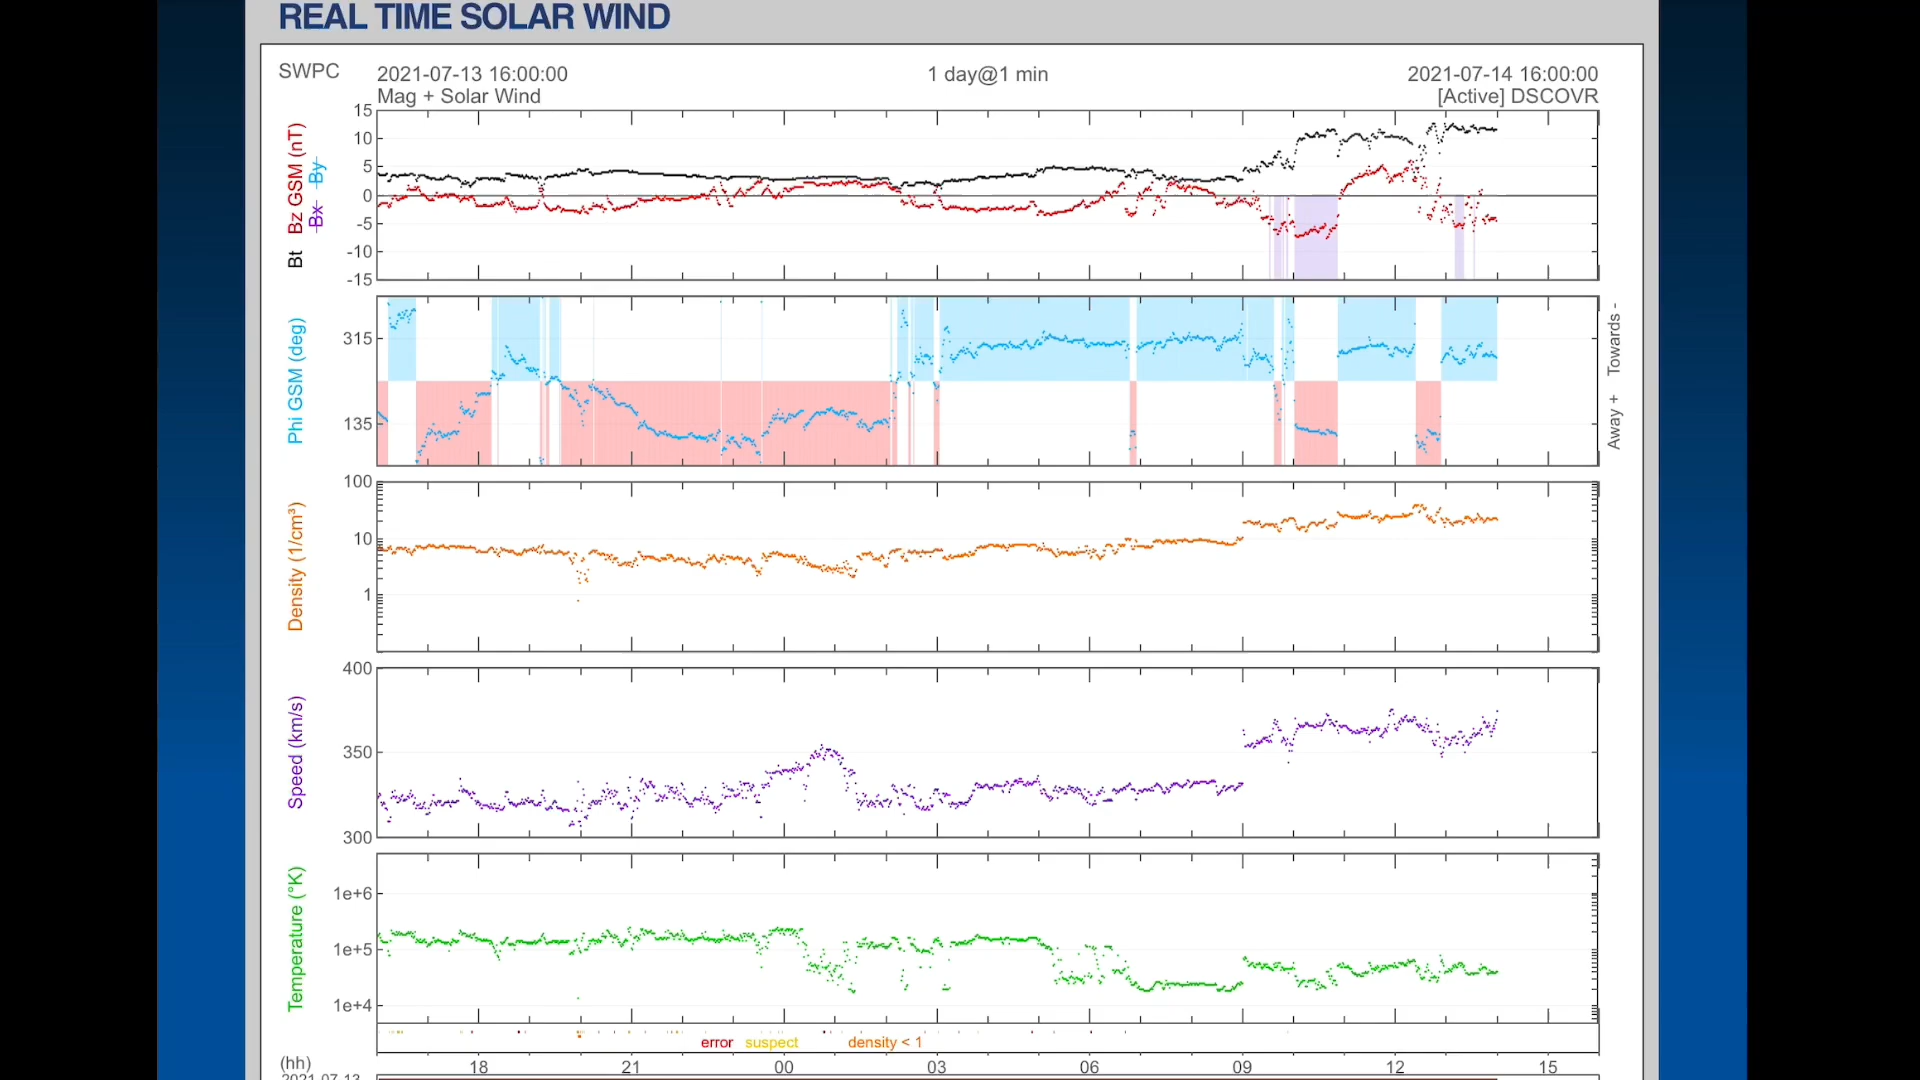 REAL TIME SOLAR WIND
SWPC
2021-07-13 16:00:00
1 day@1 min
2021-07-14 16:00:00
Mag + Solar Wind
[Active] DSCOVR
Bt Bz GSM (nT)
Bx By
15
10
5
0
-5
-10
-15
Phi GSM (deg)
315
135
Away + Towards -
Density (1/cm³)
100
10
1
Speed (km/s)
400
350
300
Temperature (°K)
1e+6
1e+5
1e+4
error suspect density < 1
(hh)
18 21 00 03 06 09 12 15
2021-07-13